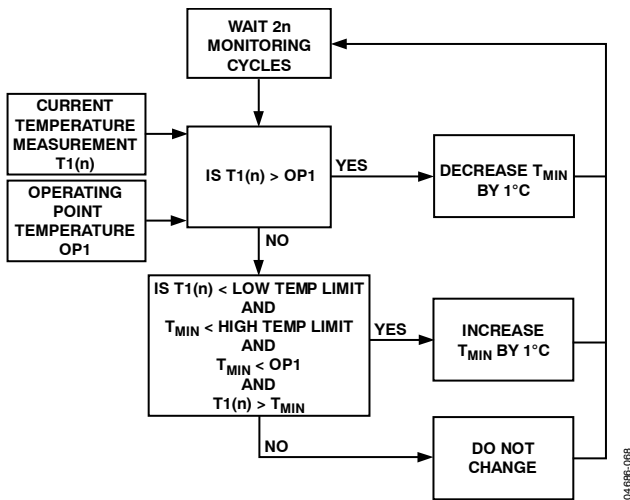 WAIT 2n
MONITORING
CYCLES
CURRENT
TEMPERATURE
MEASUREMENT
T1(n)
IS T1(n) > OP1
YES
DECREASE TMIN
BY 1°C
OPERATING
POINT
TEMPERATURE
OP1
NO
IS T1(n) < LOW TEMP LIMIT
AND
TMIN < HIGH TEMP LIMIT
AND
TMIN < OP1
AND
T1(n) > TMIN
YES
INCREASE
TMIN BY 1°C
NO
DO NOT
CHANGE
04686-068